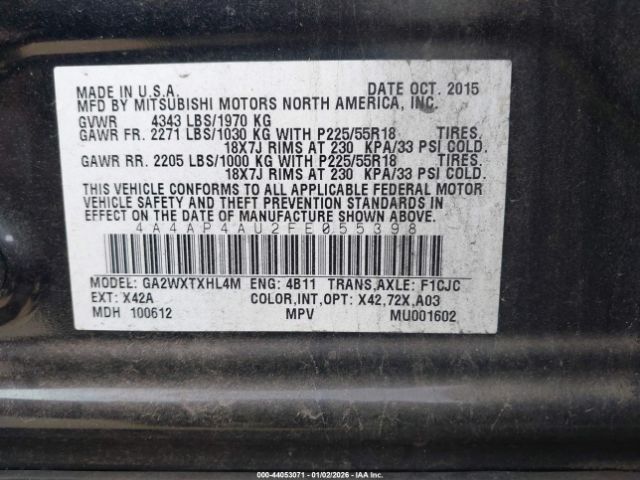 MADE IN U.S.A. DATE OCT. 2015
MFD BY MITSUBISHI MOTORS NORTH AMERICA, INC.
GVWR 4343 LBS/1970 KG
GAWR FR. 2271 LBS/1030 KG WITH P225/55R18 TIRES.
18X7J RIMS AT 230 KPA/33 PSI COLD.
GAWR RR. 2205 LBS/1000 KG WITH P225/55R18 TIRES.
18X7J RIMS AT 230 KPA/33 PSI COLD.
THIS VEHICLE CONFORMS TO ALL APPLICABLE FEDERAL MOTOR
VEHICLE SAFETY AND THEFT PREVENTION STANDARDS IN
EFFECT ON THE DATE OF MANUFACTURE SHOWN ABOVE.
4A4AP4AU2FE055398
MODEL: GA2WXTXHL4M ENG: 4B11 TRANS,AXLE: F1CJC
EXT: X42A COLOR,INT,OPT: X42,72X,A03
MDH 100612 MPV MU001602
000 - 44053071 - 01/02/2026 - IAA Inc.